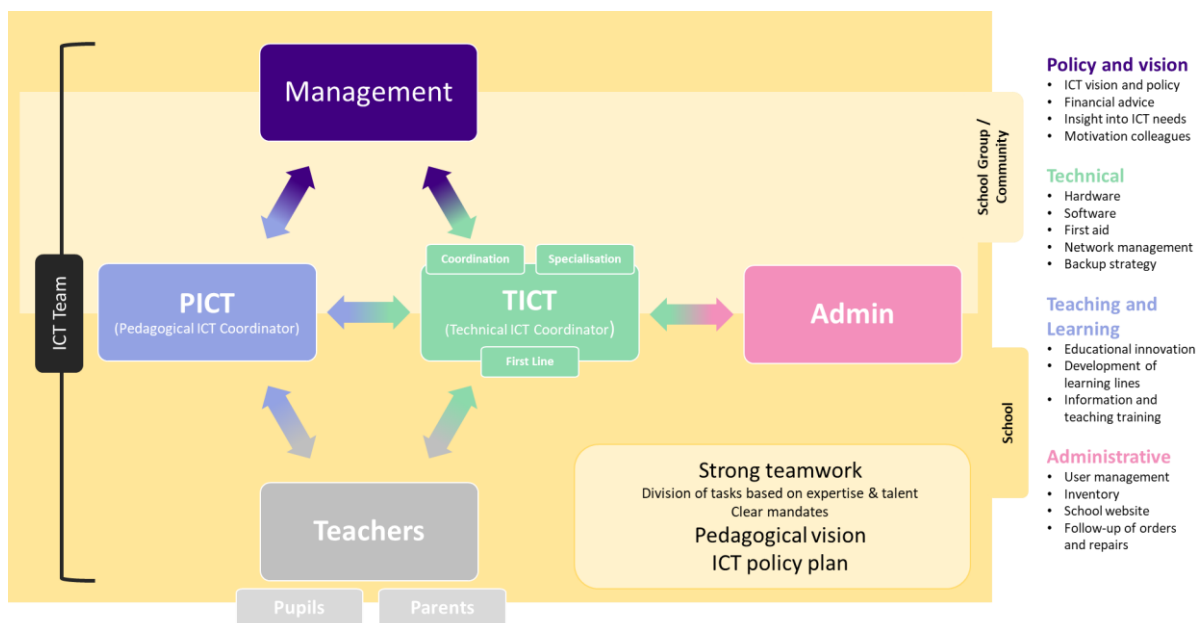 Management
ICT Team
PICT
(Pedagogical ICT Coordinator)
Coordination
Specialisation
TICT
(Technical ICT Coordinator)
First Line
Admin
Teachers
Pupils
Parents
School Group /
Community
School
Strong teamwork
Division of tasks based on expertise & talent
Clear mandates
Pedagogical vision
ICT policy plan
Policy and vision
• ICT vision and policy
• Financial advice
• Insight into ICT needs
• Motivation colleagues
Technical
• Hardware
• Software
• First aid
• Network management
• Backup strategy
Teaching and
Learning
• Educational innovation
• Development of
learning lines
• Information and
teaching training
Administrative
• User management
• Inventory
• School website
• Follow-up of orders
and repairs